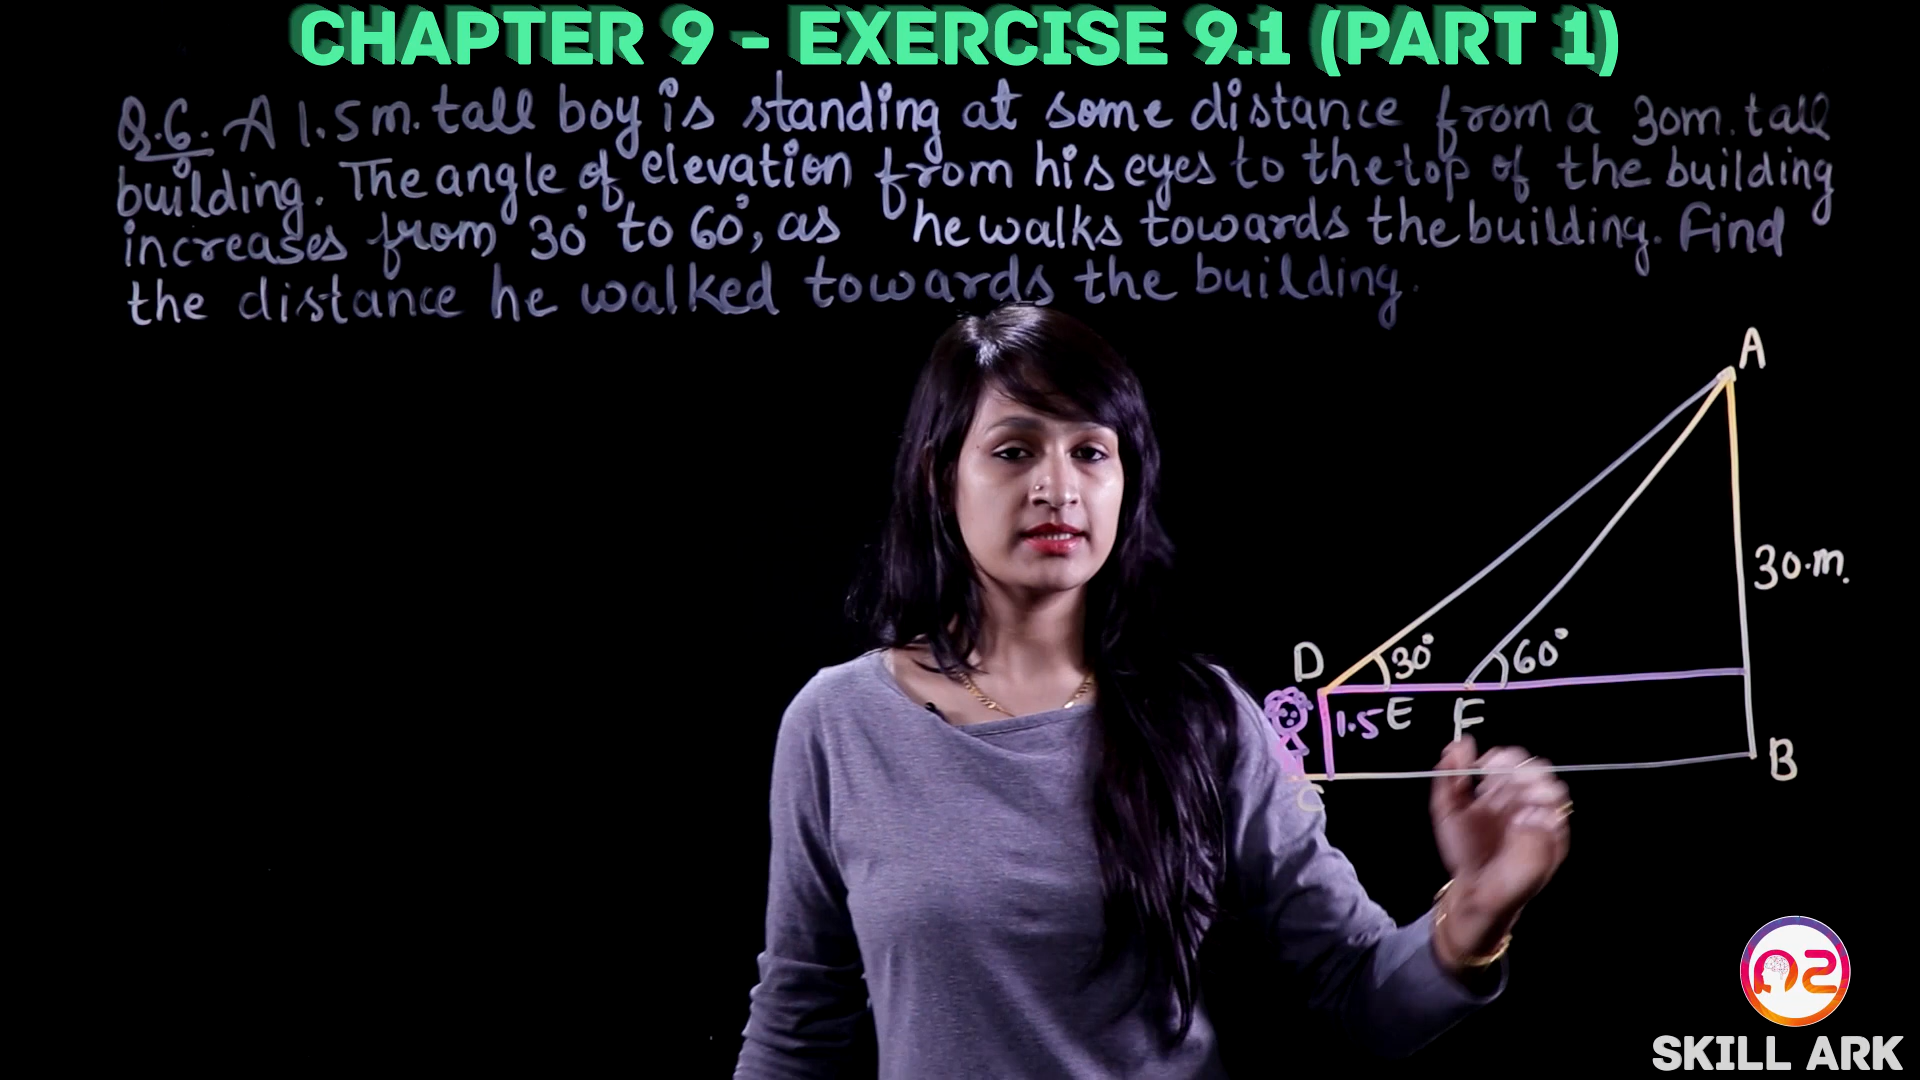 CHAPTER 9 - EXERCISE 9.1 (PART 1)
Q.6. A 1.5m. tall boy is standing at some distance from a 30m. tall
building. The angle of elevation from his eyes to the top of the building
increases from 30° to 60°, as he walks towards the building. Find
the distance he walked towards the building.
A
30.m.
D 30° 60°
1.5 E F
B
C
SKILL ARK